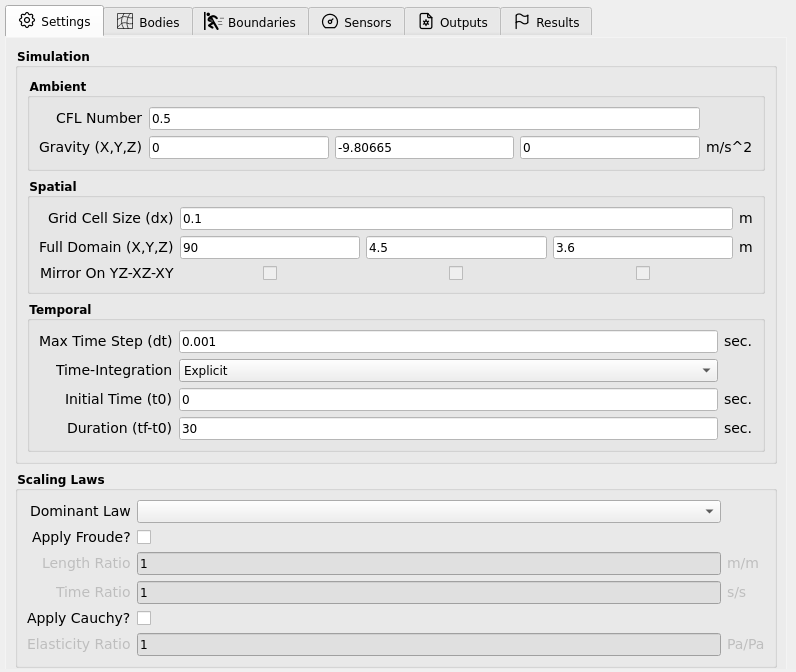 Settings Bodies Boundaries Sensors Outputs Results
Simulation
Ambient
CFL Number 0.5
Gravity (X,Y,Z) 0 -9.80665 0 m/s^2
Spatial
Grid Cell Size (dx) 0.1 m
Full Domain (X,Y,Z) 90 4.5 3.6 m
Mirror On YZ-XZ-XY
Temporal
Max Time Step (dt) 0.001 sec.
Time-Integration Explicit
Initial Time (t0) 0 sec.
Duration (tf-t0) 30 sec.
Scaling Laws
Dominant Law
Apply Froude?
Length Ratio 1 m/m
Time Ratio 1 s/s
Apply Cauchy?
Elasticity Ratio 1 Pa/Pa